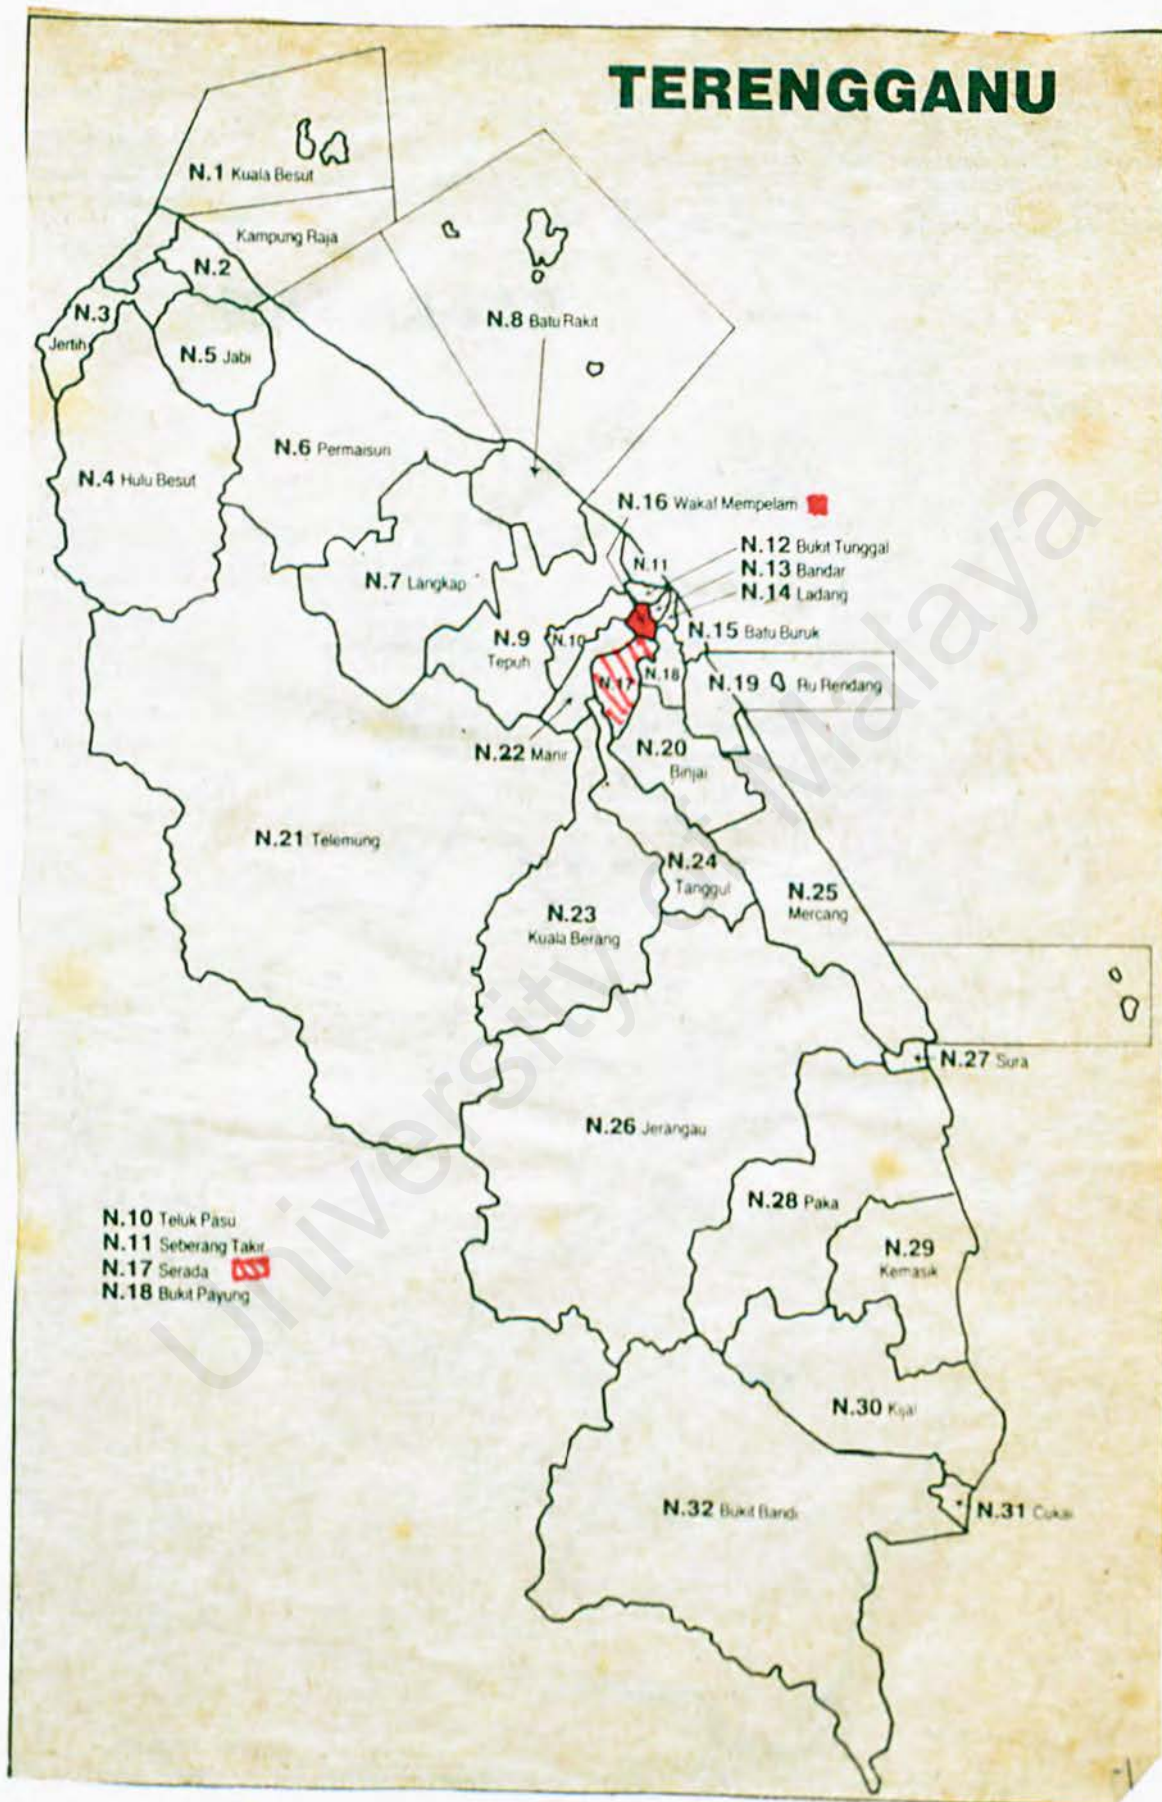 TERENGGANU
N.1 Kuala Besut
Kampung Raja
N.2
N.3
Jertih
N.5 Jabi
N.8 Batu Rakit
N.4 Hulu Besut
N.6 Permaisuri
N.16 Wakaf Mempelam
N.12 Bukit Tunggal
N.11
N.13 Bandar
N.7 Langkap
N.14 Ladang
N.15 Batu Buruk
N.9
Tepuh
N.10
N.17
N.18
N.19 Ru Rendang
N.22 Manir
N.20
Binjai
N.21 Telemung
N.24
Tanggul
N.25
Mercang
N.23
Kuala Berang
N.27 Sura
N.26 Jerangau
N.28 Paka
N.29
Kemasik
N.10 Teluk Pasu
N.11 Seberang Takir
N.17 Serada
N.18 Bukit Payung
N.30 Kijal
N.32 Bukit Bandi
N.31 Cukai
University of Malaya